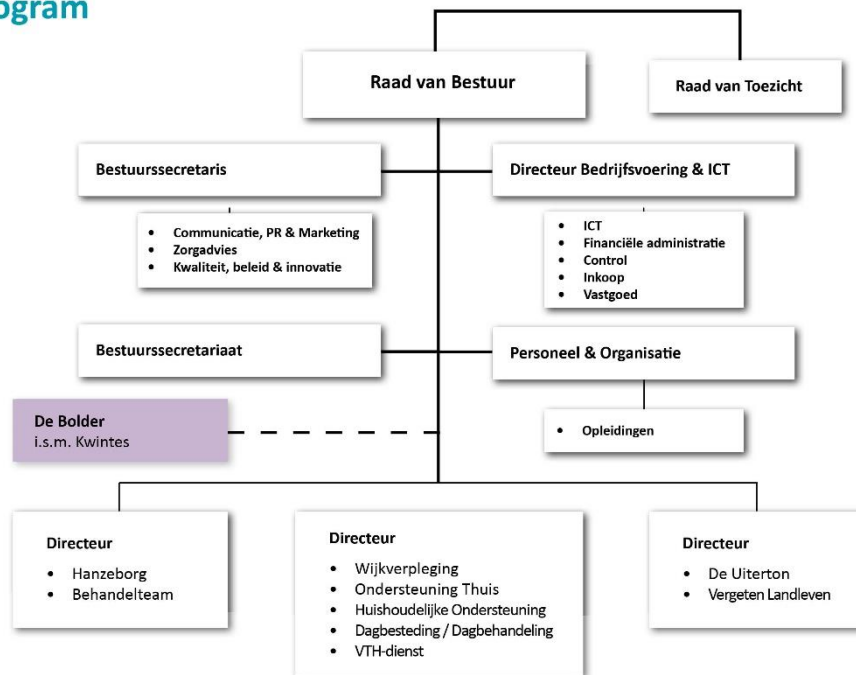 ogram
Raad van Bestuur
Raad van Toezicht
Bestuurssecretaris
Directeur Bedrijfsvoering & ICT
• Communicatie, PR & Marketing
• Zorgadvies
• Kwaliteit, beleid & innovatie
• ICT
• Financiële administratie
• Control
• Inkoop
• Vastgoed
Bestuurssecretariaat
Personeel & Organisatie
De Bolder
i.s.m. Kwintes
• Opleidingen
Directeur
• Hanzeborg
• Behandelteam
Directeur
• Wijkverpleging
• Ondersteuning Thuis
• Huishoudelijke Ondersteuning
• Dagbesteding / Dagbehandeling
• VTH-dienst
Directeur
• De Uiterton
• Vergeten Landleven